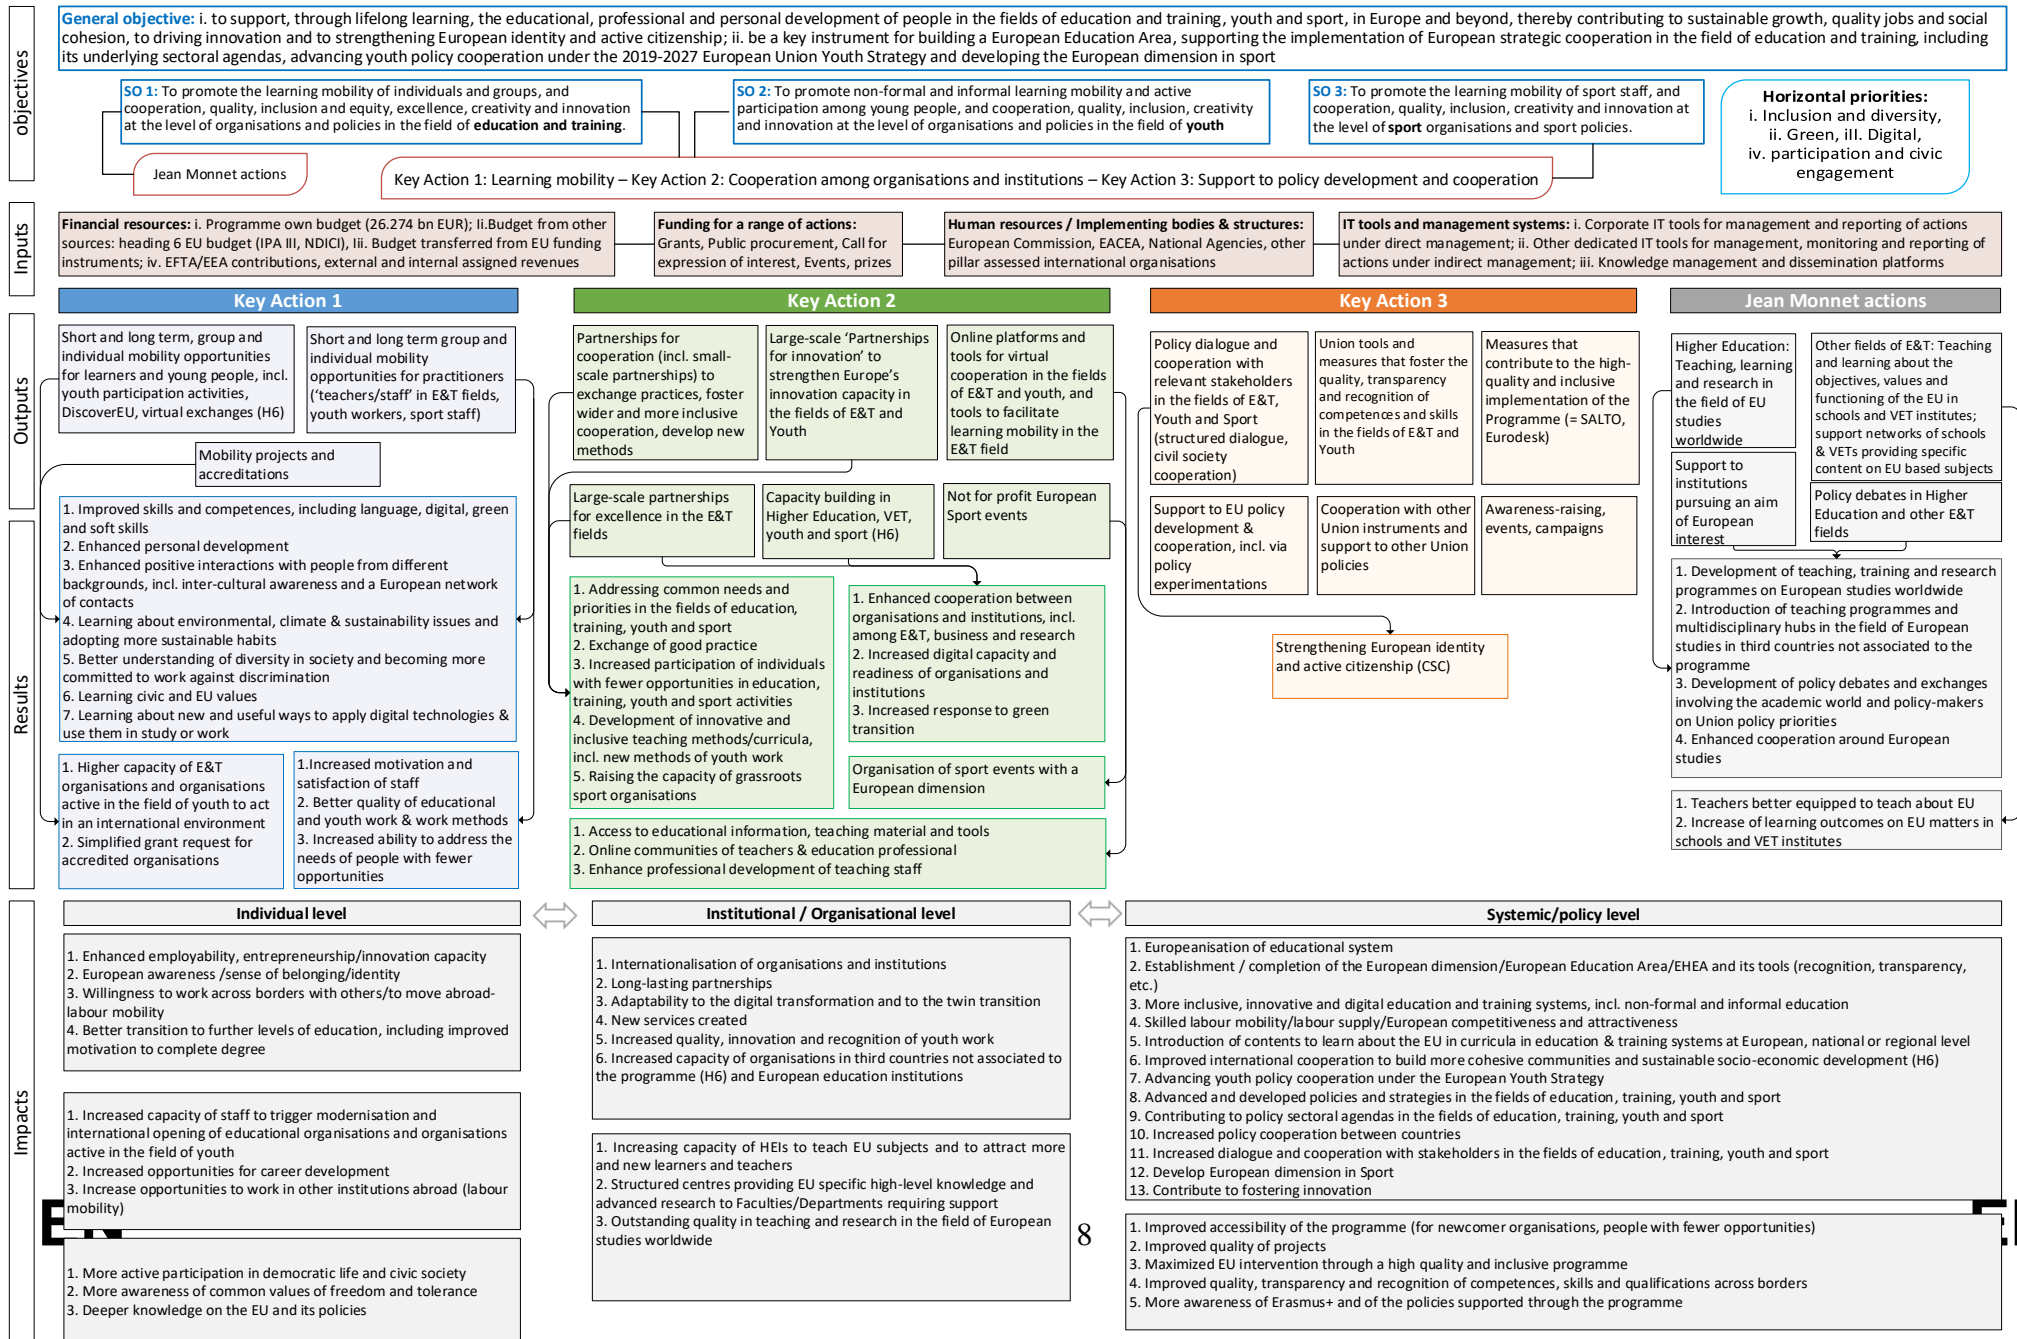 objectives
General objective: i. to support, through lifelong learning, the educational, professional and personal development of people in the fields of education and training, youth and sport, in Europe and beyond, thereby contributing to sustainable growth, quality jobs and social
cohesion, to driving innovation and to strengthening European identity and active citizenship; ii. be a key instrument for building a European Education Area, supporting the implementation of European strategic cooperation in the field of education and training, including
its underlying sectoral agendas, advancing youth policy cooperation under the 2019-2027 European Union Youth Strategy and developing the European dimension in sport
SO 1: To promote the learning mobility of individuals and groups, and
cooperation, quality, inclusion and equity, excellence, creativity and innovation
at the level of organisations and policies in the field of education and training.
SO 2: To promote non-formal and informal learning mobility and active
participation among young people, and cooperation, quality, inclusion, creativity
and innovation at the level of organisations and policies in the field of youth
SO 3: To promote the learning mobility of sport staff, and
cooperation, quality, inclusion, creativity and innovation at
the level of sport organisations and sport policies.
Horizontal priorities:
i. Inclusion and diversity,
ii. Green, iII. Digital,
iv. participation and civic
engagement
Jean Monnet actions
Key Action 1: Learning mobility – Key Action 2: Cooperation among organisations and institutions – Key Action 3: Support to policy development and cooperation
Inputs
Financial resources: i. Programme own budget (26.274 bn EUR); Ii.Budget from other
sources: heading 6 EU budget (IPA III, NDICI), Iii. Budget transferred from EU funding
instruments; iv. EFTA/EEA contributions, external and internal assigned revenues
Funding for a range of actions:
Grants, Public procurement, Call for
expression of interest, Events, prizes
Human resources / Implementing bodies & structures:
European Commission, EACEA, National Agencies, other
pillar assessed international organisations
IT tools and management systems: i. Corporate IT tools for management and reporting of actions
under direct management; ii. Other dedicated IT tools for management, monitoring and reporting of
actions under indirect management; iii. Knowledge management and dissemination platforms
Key Action 1
Key Action 2
Key Action 3
Jean Monnet actions
Outputs
Short and long term, group and
individual mobility opportunities
for learners and young people, incl.
youth participation activities,
DiscoverEU, virtual exchanges (H6)
Short and long term group and
individual mobility
opportunities for practitioners
('teachers/staff' in E&T fields,
youth workers, sport staff)
Mobility projects and
accreditations
Partnerships for
cooperation (incl. small-
scale partnerships) to
exchange practices, foster
wider and more inclusive
cooperation, develop new
methods
Large-scale 'Partnerships
for innovation' to
strengthen Europe's
innovation capacity in
the fields of E&T and
Youth
Online platforms and
tools for virtual
cooperation in the fields
of E&T and youth, and
tools to facilitate
learning mobility in the
E&T field
Large-scale partnerships
for excellence in the E&T
fields
Capacity building in
Higher Education, VET,
youth and sport (H6)
Not for profit European
Sport events
Policy dialogue and
cooperation with
relevant stakeholders
in the fields of E&T,
Youth and Sport
(structured dialogue,
civil society
cooperation)
Union tools and
measures that foster the
quality, transparency
and recognition of
competences and skills
in the fields of E&T and
Youth
Measures that
contribute to the high-
quality and inclusive
implementation of the
Programme (= SALTO,
Eurodesk)
Support to EU policy
development &
cooperation, incl. via
policy
experimentations
Cooperation with other
Union instruments and
support to other Union
policies
Awareness-raising,
events, campaigns
Higher Education:
Teaching, learning
and research in
the field of EU
studies
worldwide
Other fields of E&T: Teaching
and learning about the
objectives, values and
functioning of the EU in
schools and VET institutes;
support networks of schools
& VETs providing specific
content on EU based subjects
Support to
institutions
pursuing an aim
of European
interest
Policy debates in Higher
Education and other E&T
fields
Results
1. Improved skills and competences, including language, digital, green
and soft skills
2. Enhanced personal development
3. Enhanced positive interactions with people from different
backgrounds, incl. inter-cultural awareness and a European network
of contacts
4. Learning about environmental, climate & sustainability issues and
adopting more sustainable habits
5. Better understanding of diversity in society and becoming more
committed to work against discrimination
6. Learning civic and EU values
7. Learning about new and useful ways to apply digital technologies &
use them in study or work
1. Higher capacity of E&T
organisations and organisations
active in the field of youth to act
in an international environment
2. Simplified grant request for
accredited organisations
1.Increased motivation and
satisfaction of staff
2. Better quality of educational
and youth work & work methods
3. Increased ability to address the
needs of people with fewer
opportunities
1. Addressing common needs and
priorities in the fields of education,
training, youth and sport
2. Exchange of good practice
3. Increased participation of individuals
with fewer opportunities in education,
training, youth and sport activities
4. Development of innovative and
inclusive teaching methods/curricula,
incl. new methods of youth work
5. Raising the capacity of grassroots
sport organisations
1. Enhanced cooperation between
organisations and institutions, incl.
among E&T, business and research
2. Increased digital capacity and
readiness of organisations and
institutions
3. Increased response to green
transition
Organisation of sport events with a
European dimension
1. Access to educational information, teaching material and tools
2. Online communities of teachers & education professional
3. Enhance professional development of teaching staff
Strengthening European identity
and active citizenship (CSC)
1. Development of teaching, training and research
programmes on European studies worldwide
2. Introduction of teaching programmes and
multidisciplinary hubs in the field of European
studies in third countries not associated to the
programme
3. Development of policy debates and exchanges
involving the academic world and policy-makers
on Union policy priorities
4. Enhanced cooperation around European
studies
1. Teachers better equipped to teach about EU
2. Increase of learning outcomes on EU matters in
schools and VET institutes
Impacts
Individual level
Institutional / Organisational level
Systemic/policy level
1. Enhanced employability, entrepreneurship/innovation capacity
2. European awareness /sense of belonging/identity
3. Willingness to work across borders with others/to move abroad-
labour mobility
4. Better transition to further levels of education, including improved
motivation to complete degree
1. Increased capacity of staff to trigger modernisation and
international opening of educational organisations and organisations
active in the field of youth
2. Increased opportunities for career development
3. Increase opportunities to work in other institutions abroad (labour
mobility)
1. More active participation in democratic life and civic society
2. More awareness of common values of freedom and tolerance
3. Deeper knowledge on the EU and its policies
1. Internationalisation of organisations and institutions
2. Long-lasting partnerships
3. Adaptability to the digital transformation and to the twin transition
4. New services created
5. Increased quality, innovation and recognition of youth work
6. Increased capacity of organisations in third countries not associated to
the programme (H6) and European education institutions
1. Increasing capacity of HEIs to teach EU subjects and to attract more
and new learners and teachers
2. Structured centres providing EU specific high-level knowledge and
advanced research to Faculties/Departments requiring support
3. Outstanding quality in teaching and research in the field of European
studies worldwide
1. Europeanisation of educational system
2. Establishment / completion of the European dimension/European Education Area/EHEA and its tools (recognition, transparency,
etc.)
3. More inclusive, innovative and digital education and training systems, incl. non-formal and informal education
4. Skilled labour mobility/labour supply/European competitiveness and attractiveness
5. Introduction of contents to learn about the EU in curricula in education & training systems at European, national or regional level
6. Improved international cooperation to build more cohesive communities and sustainable socio-economic development (H6)
7. Advancing youth policy cooperation under the European Youth Strategy
8. Advanced and developed policies and strategies in the fields of education, training, youth and sport
9. Contributing to policy sectoral agendas in the fields of education, training, youth and sport
10. Increased policy cooperation between countries
11. Increased dialogue and cooperation with stakeholders in the fields of education, training, youth and sport
12. Develop European dimension in Sport
13. Contribute to fostering innovation
1. Improved accessibility of the programme (for newcomer organisations, people with fewer opportunities)
2. Improved quality of projects
3. Maximized EU intervention through a high quality and inclusive programme
4. Improved quality, transparency and recognition of competences, skills and qualifications across borders
5. More awareness of Erasmus+ and of the policies supported through the programme
8